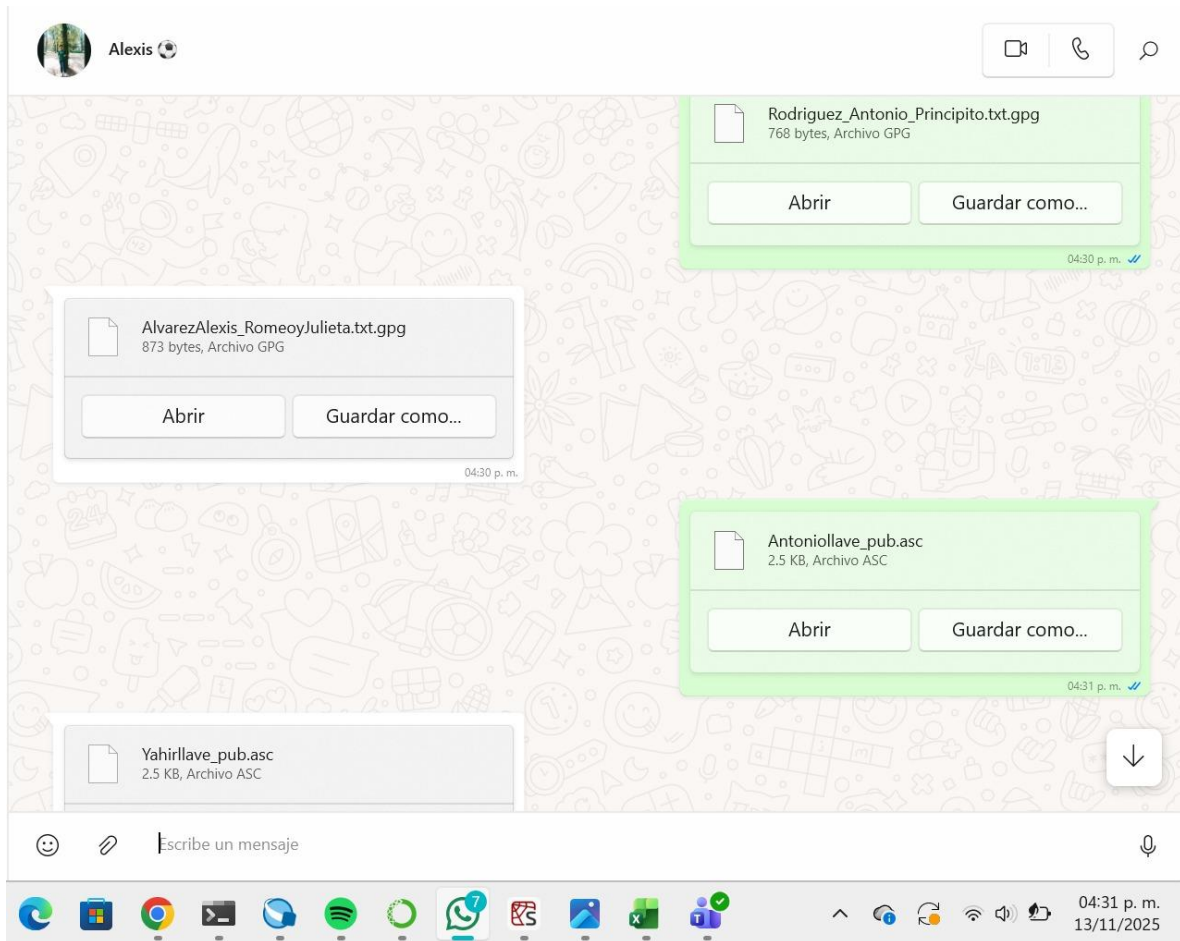 Alexis
Rodriguez_Antonio_Principito.txt.gpg
768 bytes, Archivo GPG
Abrir
Guardar como...
04:30 p. m.
AlvarezAlexis_RomeoyJulieta.txt.gpg
873 bytes, Archivo GPG
Abrir
Guardar como...
04:30 p. m.
Antoniollave_pub.asc
2.5 KB, Archivo ASC
Abrir
Guardar como...
04:31 p. m.
Yahirllave_pub.asc
2.5 KB, Archivo ASC
Escribe un mensaje
7
04:31 p. m.
13/11/2025